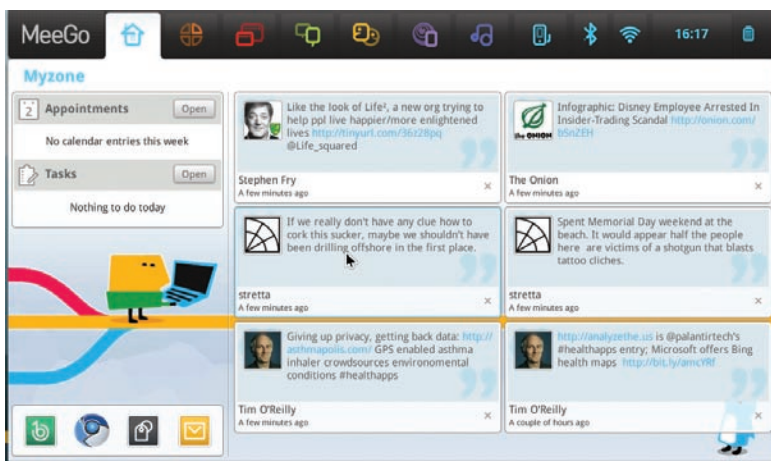 MeeGo
16:17
Myzone
2
Appointments
Open
No calendar entries this week
Tasks
Open
Nothing to do today
Like the look of Life², a new org trying to
help ppl live happier/more enlightened
lives http://tinyurl.com/36z28pq
@Life_squared
Stephen Fry
A few minutes ago
the ONION
Infographic: Disney Employee Arrested In
Insider-Trading Scandal http://onion.com/
b5nZEH
The Onion
A few minutes ago
If we really don't have any clue how to
cork this sucker, maybe we shouldn't have
been drilling offshore in the first place.
stretta
A few minutes ago
Spent Memorial Day weekend at the
beach. It would appear half the people
here are victims of a shotgun that blasts
tattoo cliches.
stretta
A few minutes ago
Giving up privacy, getting back data: http://
asthmapolis.com/ GPS enabled asthma
inhaler crowdsources environomental
conditions #healthapps
Tim O'Reilly
A few minutes ago
http://analyzethe.us is @palantirtech's
#healthapps entry; Microsoft offers Bing
health maps http://bit.ly/amcYRf
Tim O'Reilly
A couple of hours ago